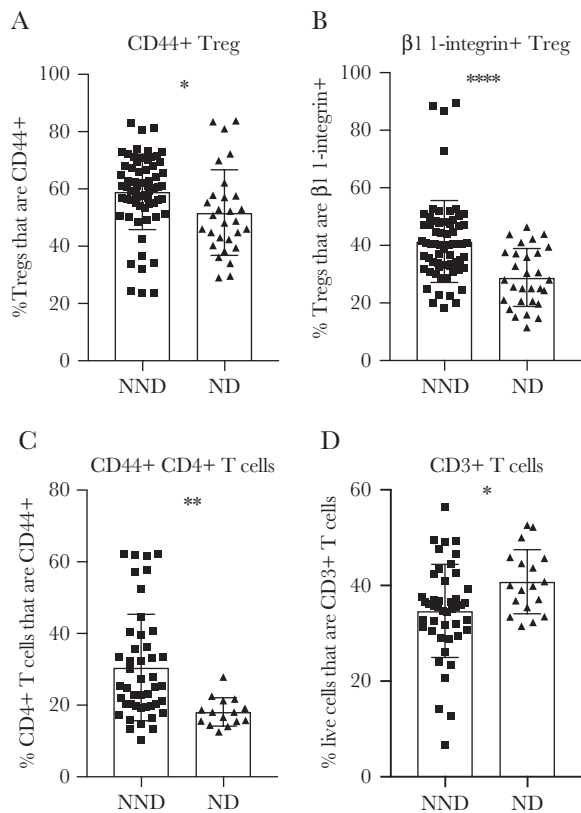 A
CD44+ Treg
*
%Tregs that are CD44+
100
80
60
40
20
0
NND
ND
B
β1 1-integrin+ Treg
****
% Tregs that are β1 1-integrin+
100
80
60
40
20
0
NND
ND
C
CD44+ CD4+ T cells
**
% CD4+ T cells that are CD44+
80
60
40
20
0
NND
ND
D
CD3+ T cells
*
% live cells that are CD3+ T cells
60
40
20
0
NND
ND